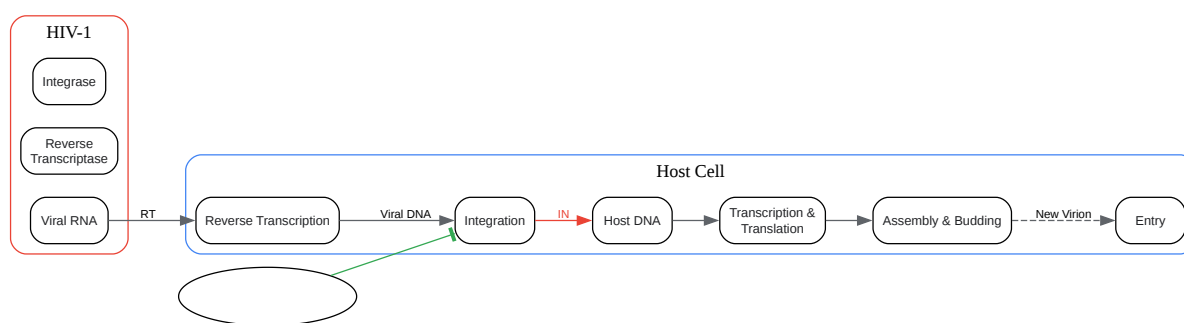 HIV-1
Integrase
Reverse
Transcriptase
Viral RNA
RT
Host Cell
Reverse Transcription
Viral DNA
Integration
IN
Host DNA
Transcription &
Translation
Assembly & Budding
New Virion
Entry